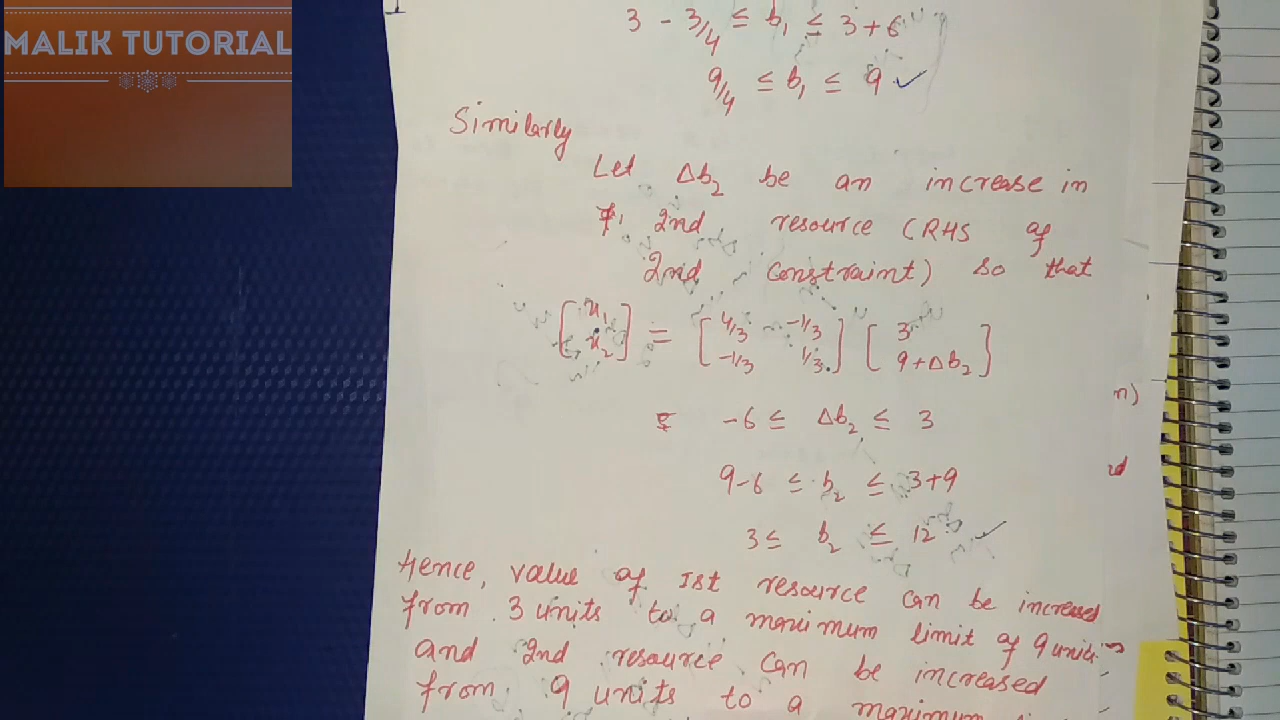 MALIK TUTORIAL
3 - 3/4 ≤ b₁ ≤ 3+6
9/4 ≤ b₁ ≤ 9 ✓
Similarly
Let Δb₂ be an increase in
2nd resource (RHS of
2nd constraint) so that
[x₁ x₂] = [4/3 -1/3 -1/3 1/3] [3 9+Δb₂]
-6 ≤ Δb₂ ≤ 3
9-6 ≤ b₂ ≤ 3+9
3 ≤ b₂ ≤ 12 ✓
Hence, value of Ist resource can be increased
from 3 units to a maximum limit of 9 units
and 2nd resource can be increased
from 9 units to a maximum